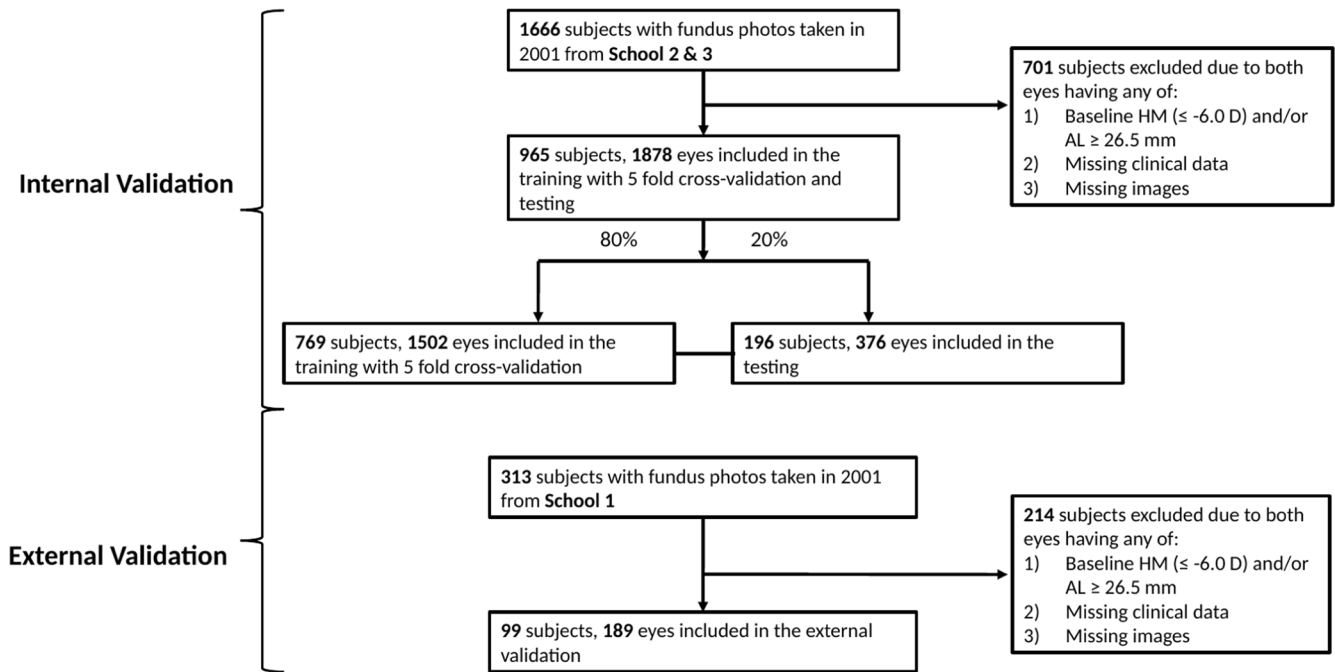 1666 subjects with fundus photos taken in
2001 from School 2 & 3
701 subjects excluded due to both
eyes having any of:
1) Baseline HM (≤ -6.0 D) and/or
AL ≥ 26.5 mm
2) Missing clinical data
3) Missing images
Internal Validation
965 subjects, 1878 eyes included in the
training with 5 fold cross-validation and
testing
80%
20%
769 subjects, 1502 eyes included in the
training with 5 fold cross-validation
196 subjects, 376 eyes included in the
testing
External Validation
313 subjects with fundus photos taken in 2001
from School 1
214 subjects excluded due to both
eyes having any of:
1) Baseline HM (≤ -6.0 D) and/or
AL ≥ 26.5 mm
2) Missing clinical data
3) Missing images
99 subjects, 189 eyes included in the external
validation